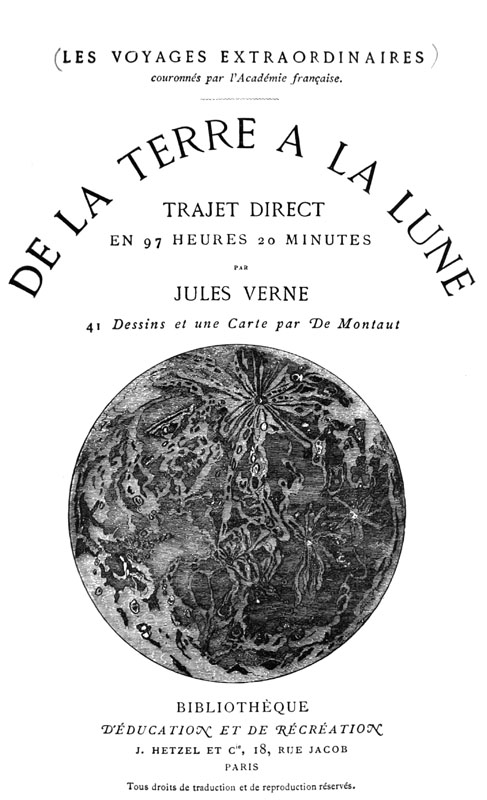 (LES VOYAGES EXTRAORDINAIRES)
couronnés par l'Académie française.
DE LA TERRE A LA LUNE
TRAJET DIRECT
EN 97 HEURES 20 MINUTES
PAR
JULES VERNE
41 Dessins et une Carte par De Montaut
BIBLIOTHÈQUE
D'ÉDUCATION ET DE RÉCRÉATION
J. HETZEL ET Cie, 18, RUE JACOB
PARIS
Tous droits de traduction et de reproduction réservés.